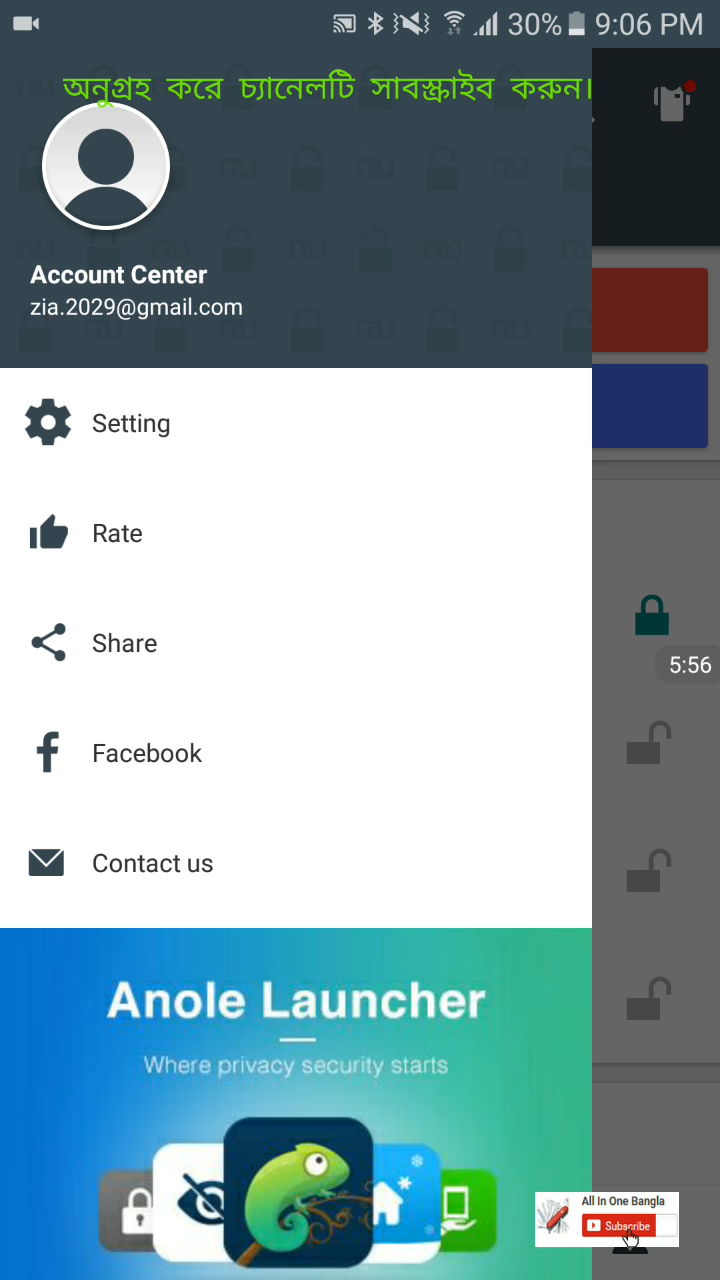 30% 9:06 PM
অনুগ্রহ করে চ্যানেলটি সাবস্ক্রাইব করুন।
Account Center
zia.2029@gmail.com
Setting
Rate
Share
5:56
Facebook
Contact us
Anole Launcher
Where privacy security starts
All In One Bangla
Subscribe